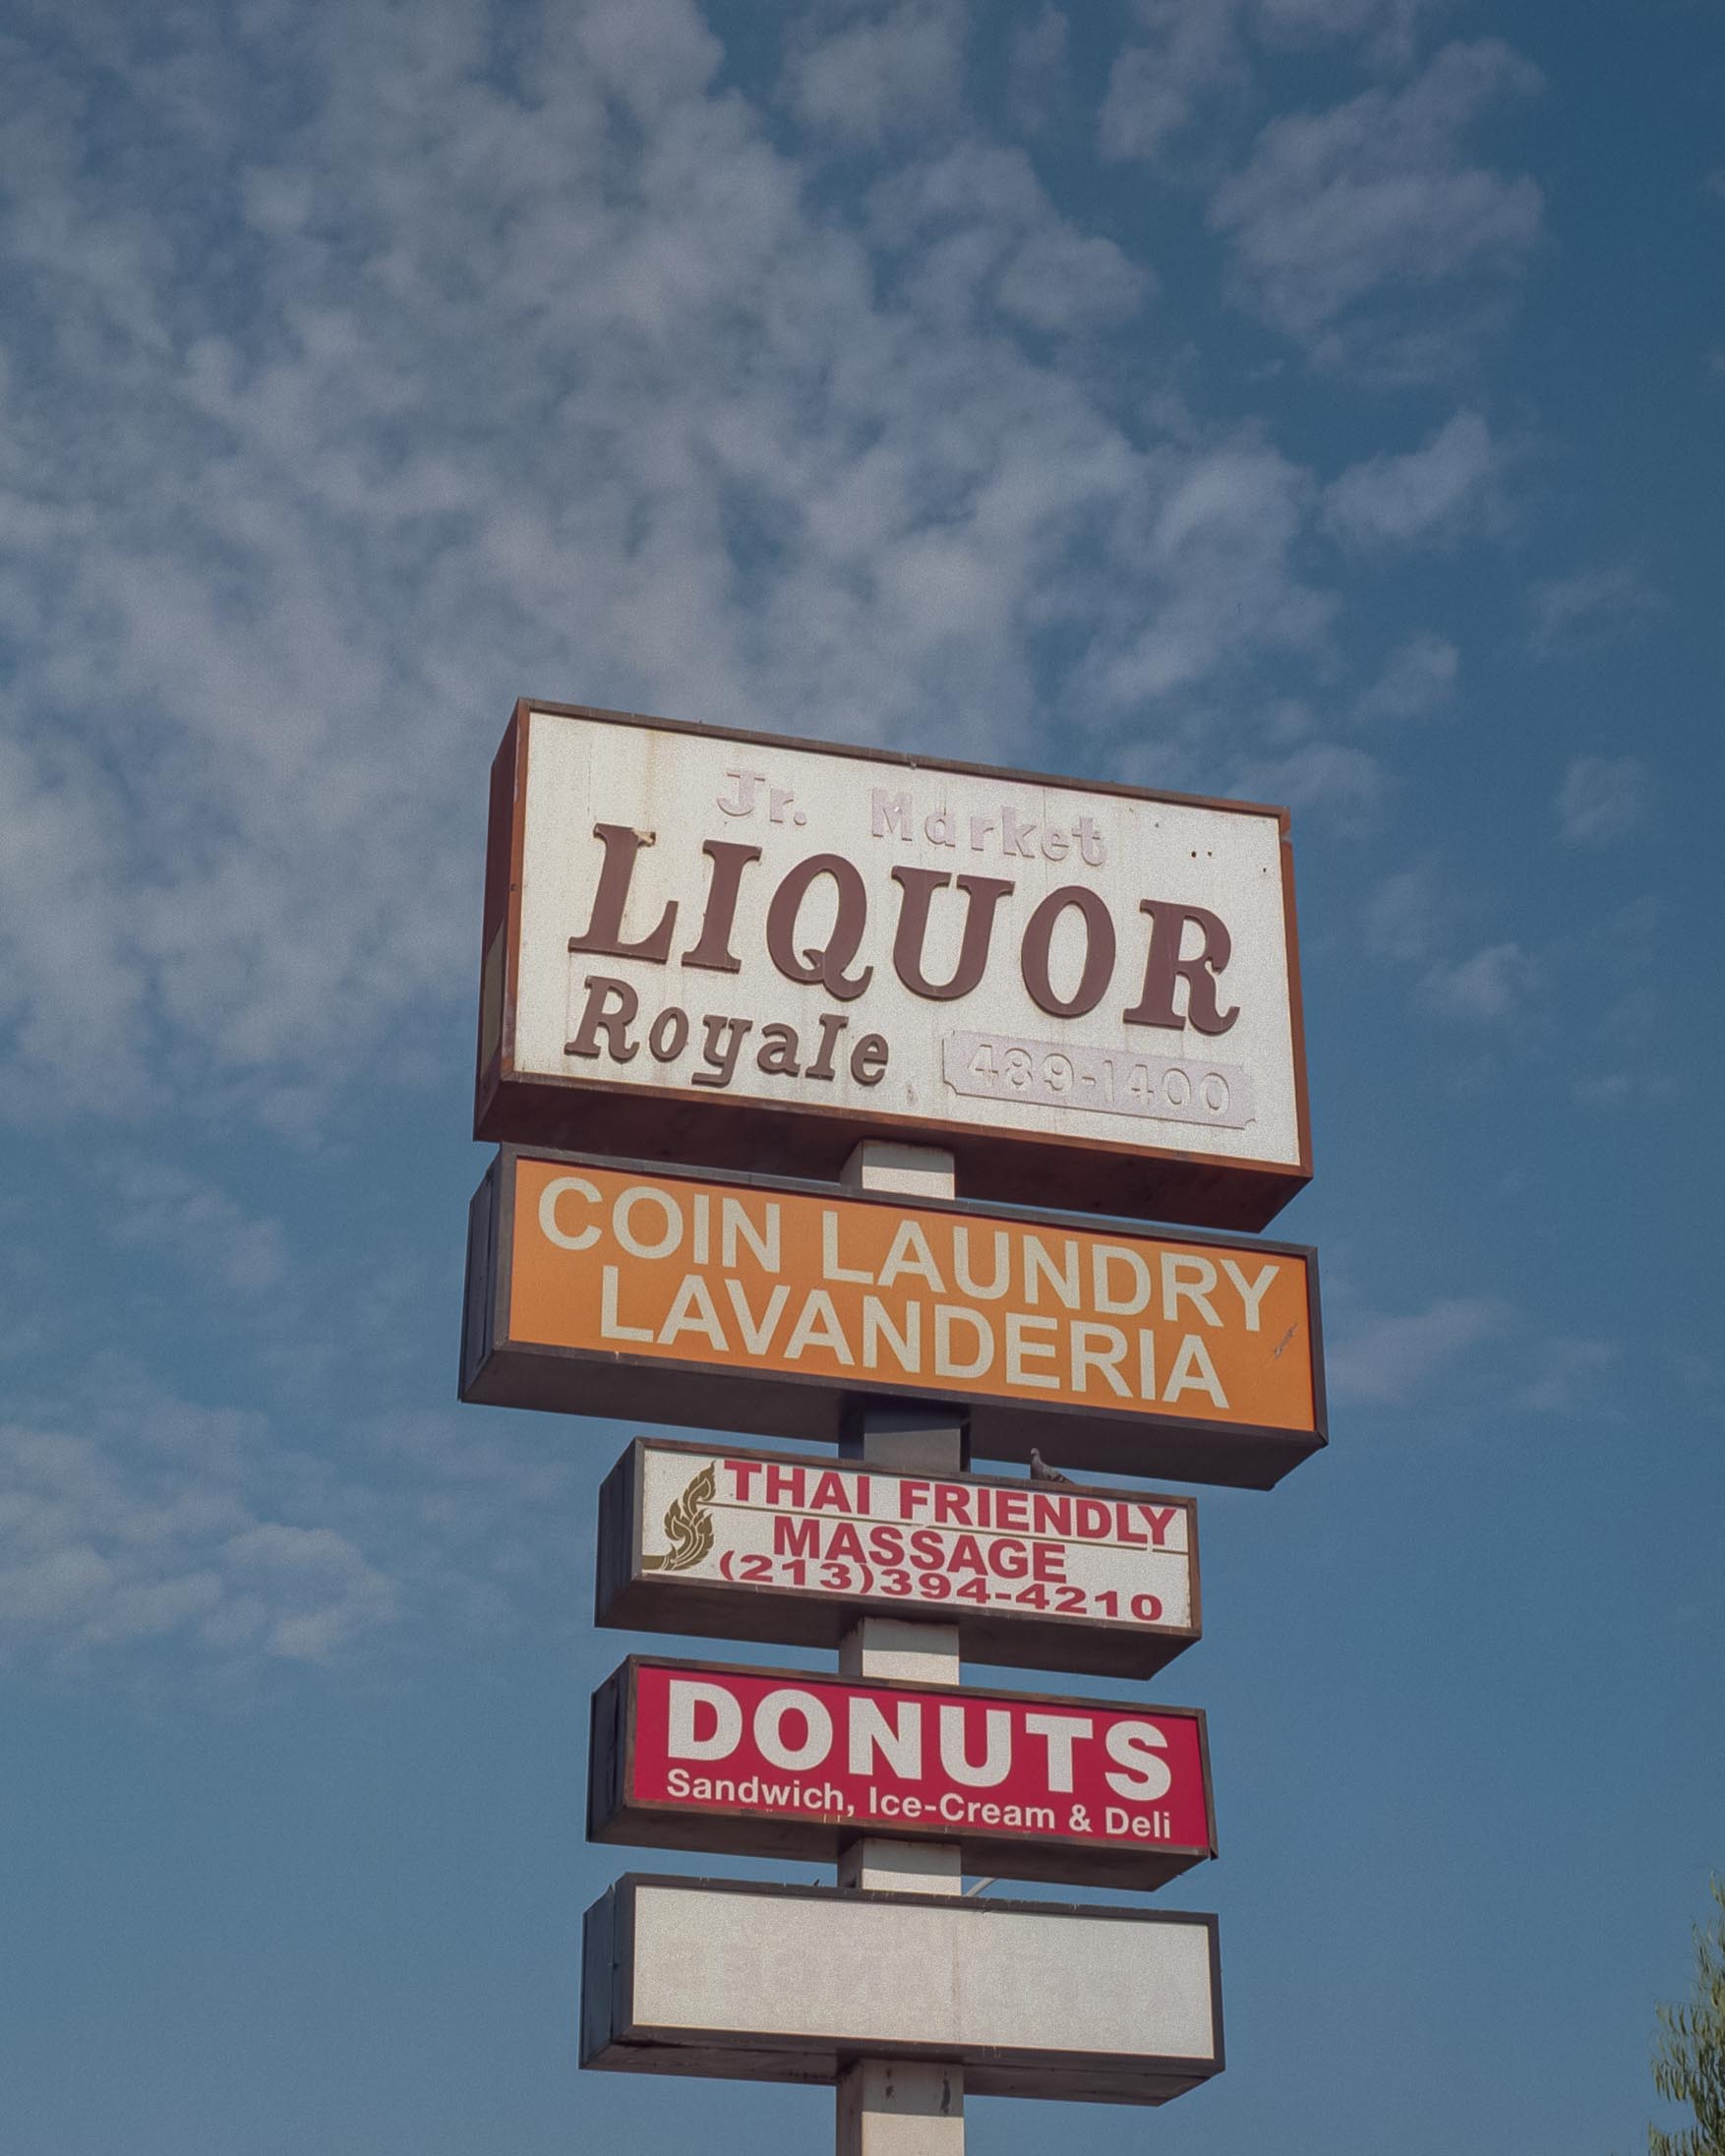 Jr. Market
LIQUOR
Royale 489-1400
COIN LAUNDRY
LAVANDERIA
THAI FRIENDLY
MASSAGE
(213)394-4210
DONUTS
Sandwich, Ice-Cream & Deli